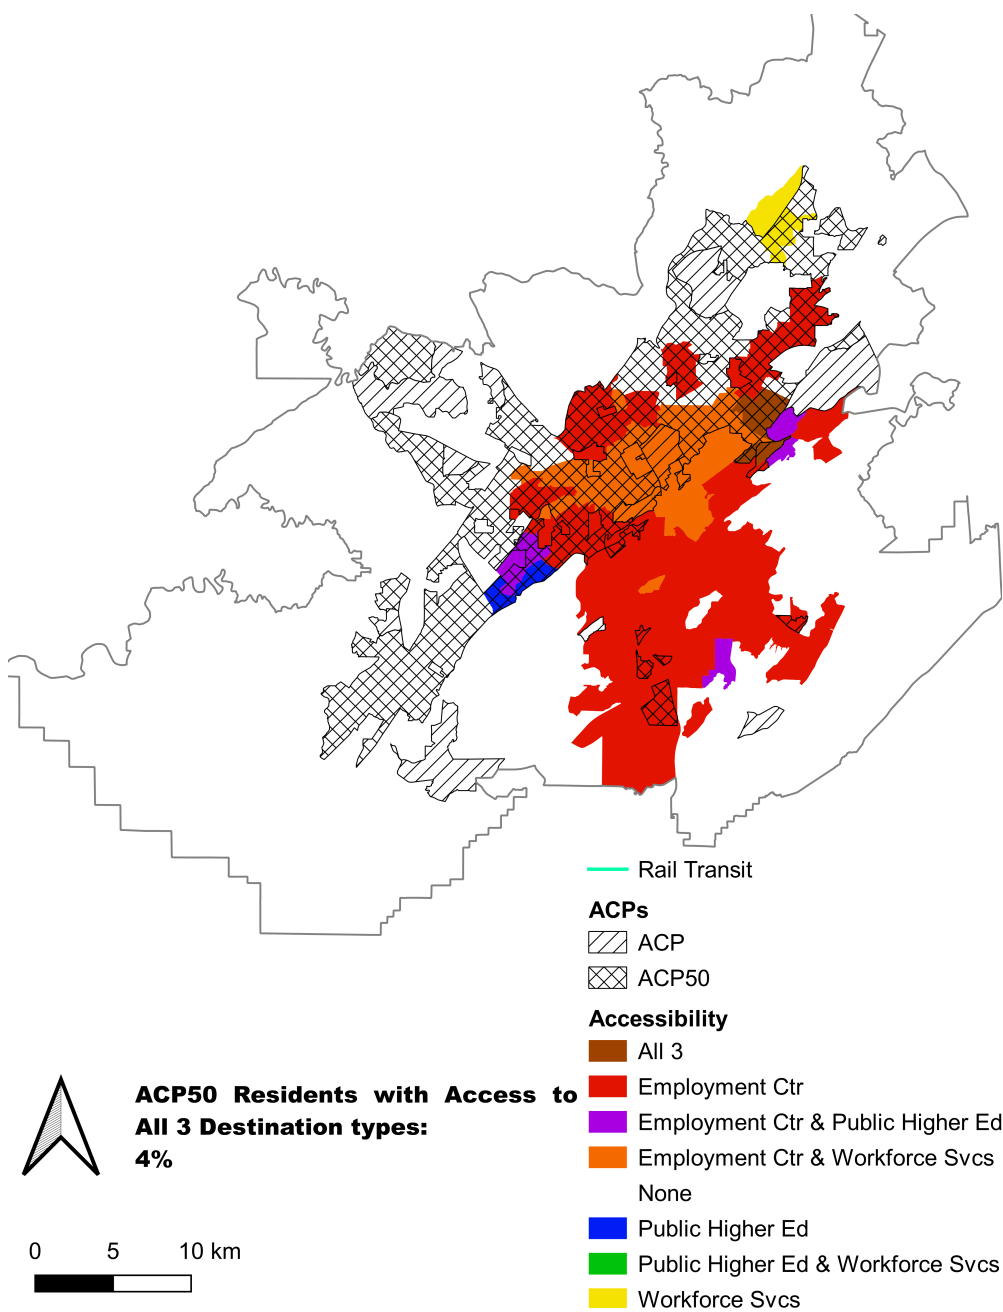 Rail Transit
ACPs
ACP
ACP50
Accessibility
All 3
Employment Ctr
Employment Ctr & Public Higher Ed
Employment Ctr & Workforce Svcs
None
Public Higher Ed
Public Higher Ed & Workforce Svcs
Workforce Svcs
ACP50 Residents with Access to
All 3 Destination types:
4%
0 5 10 km